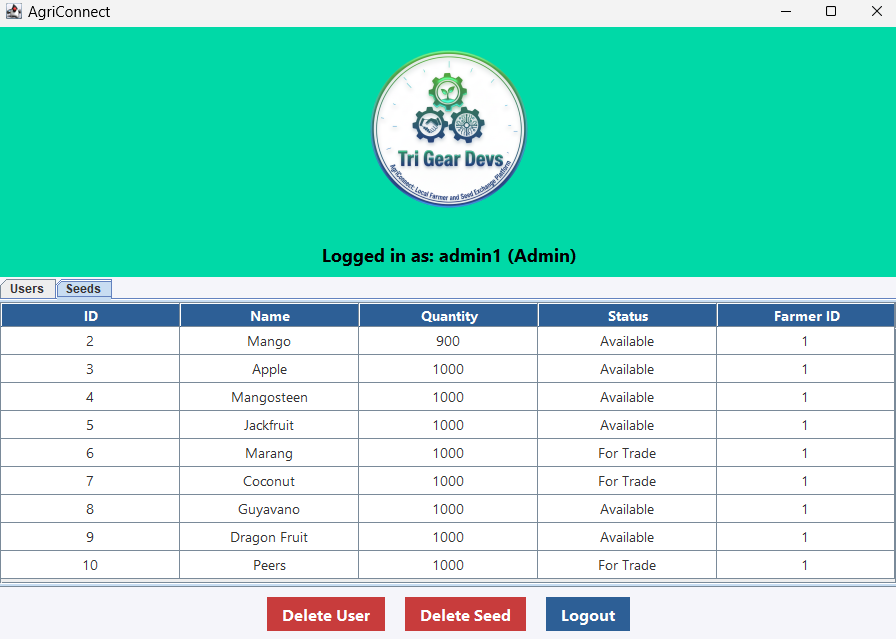 AgriConnect
Tri Gear Devs
AgriConnect: Local Farmer and Seed Exchange Platform
Logged in as: admin1 (Admin)
Users Seeds
ID Name Quantity Status Farmer ID
2 Mango 900 Available 1
3 Apple 1000 Available 1
4 Mangosteen 1000 Available 1
5 Jackfruit 1000 Available 1
6 Marang 1000 For Trade 1
7 Coconut 1000 For Trade 1
8 Guyavano 1000 Available 1
9 Dragon Fruit 1000 Available 1
10 Peers 1000 For Trade 1
Delete User Delete Seed Logout